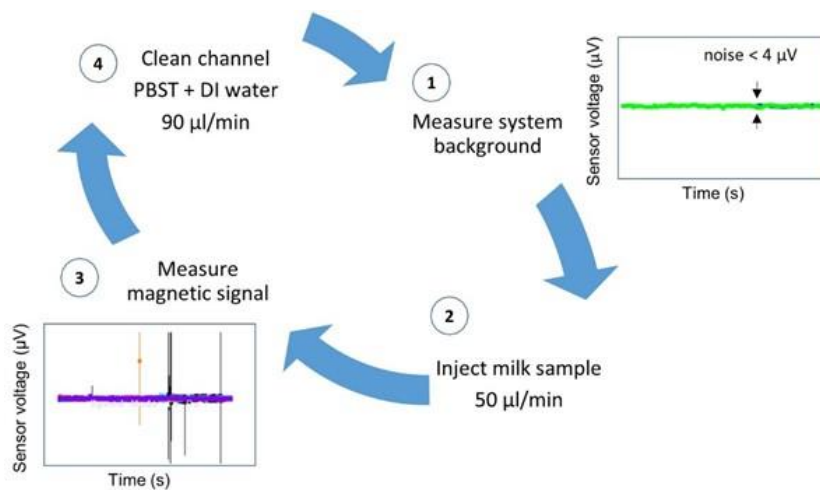 4
Clean channel
PBST + DI water
90 µl/min
1
Measure system
background
noise < 4 µV
Sensor voltage (µV)
Time (s)
3
Measure
magnetic signal
Sensor voltage (µV)
Time (s)
2
Inject milk sample
50 µl/min